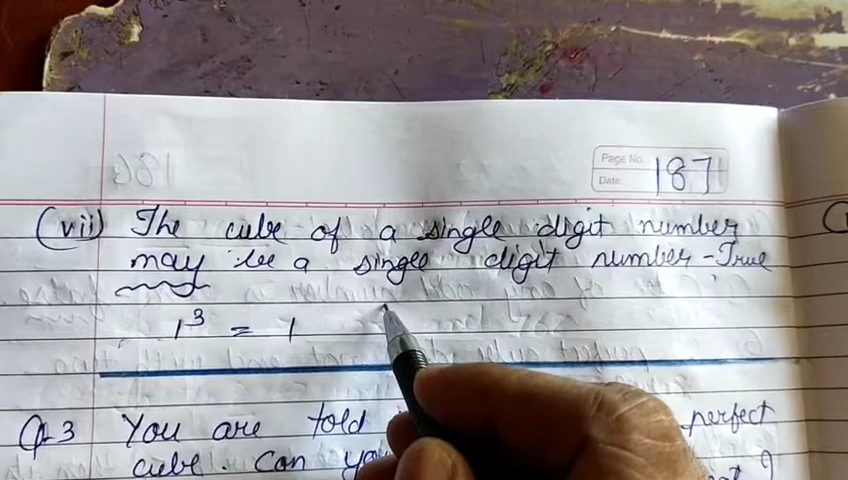 Page No. 187
Date:
(vii) The cube of a single digit number
may be a single digit number - True
1³ = 1
Q.3 You are told perfect
cube. Can you